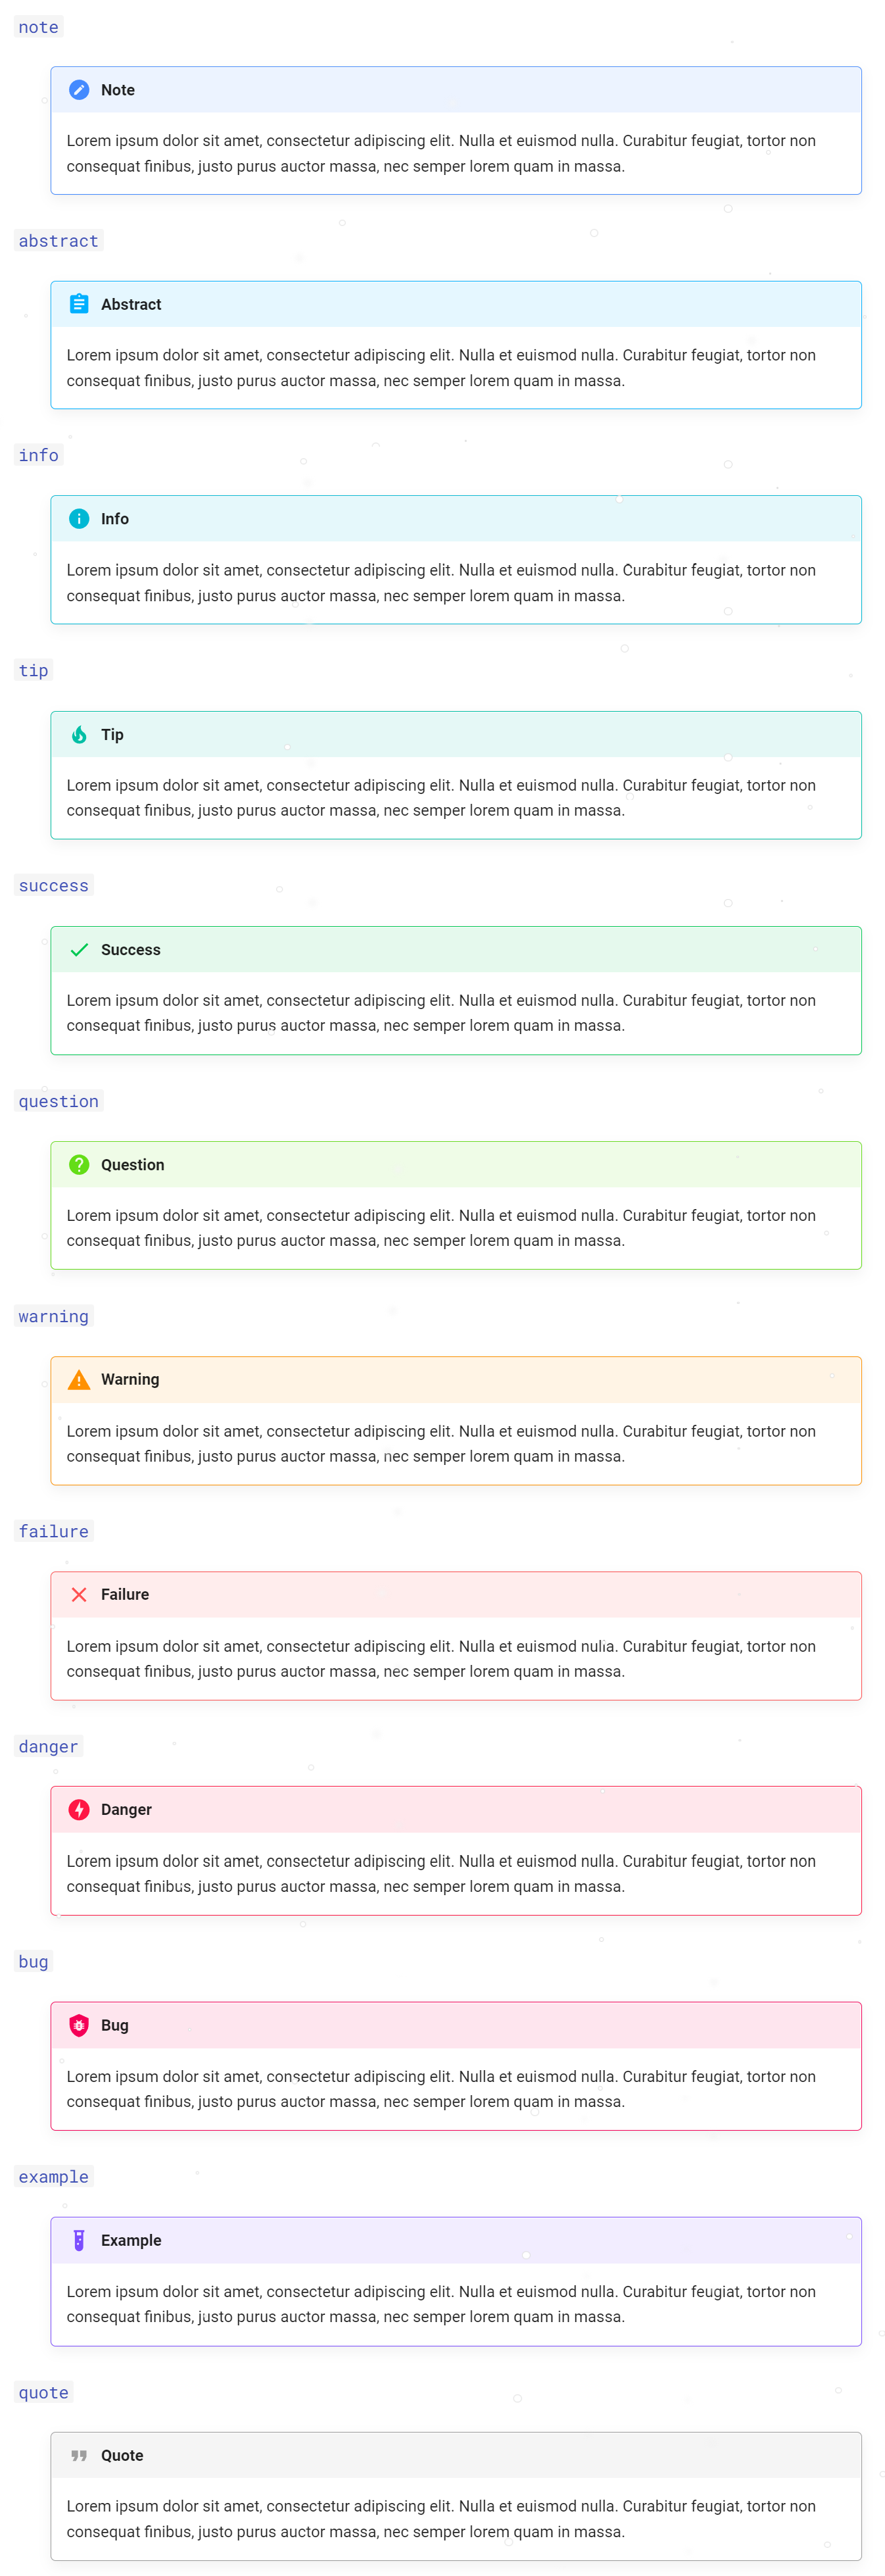 note
Note
Lorem ipsum dolor sit amet, consectetur adipiscing elit. Nulla et euismod nulla. Curabitur feugiat, tortor non
consequat finibus, justo purus auctor massa, nec semper lorem quam in massa.
abstract
Abstract
Lorem ipsum dolor sit amet, consectetur adipiscing elit. Nulla et euismod nulla. Curabitur feugiat, tortor non
consequat finibus, justo purus auctor massa, nec semper lorem quam in massa.
info
Info
Lorem ipsum dolor sit amet, consectetur adipiscing elit. Nulla et euismod nulla. Curabitur feugiat, tortor non
consequat finibus, justo purus auctor massa, nec semper lorem quam in massa.
tip
Tip
Lorem ipsum dolor sit amet, consectetur adipiscing elit. Nulla et euismod nulla. Curabitur feugiat, tortor non
consequat finibus, justo purus auctor massa, nec semper lorem quam in massa.
success
Success
Lorem ipsum dolor sit amet, consectetur adipiscing elit. Nulla et euismod nulla. Curabitur feugiat, tortor non
consequat finibus, justo purus auctor massa, nec semper lorem quam in massa.
question
Question
Lorem ipsum dolor sit amet, consectetur adipiscing elit. Nulla et euismod nulla. Curabitur feugiat, tortor non
consequat finibus, justo purus auctor massa, nec semper lorem quam in massa.
warning
Warning
Lorem ipsum dolor sit amet, consectetur adipiscing elit. Nulla et euismod nulla. Curabitur feugiat, tortor non
consequat finibus, justo purus auctor massa, nec semper lorem quam in massa.
failure
Failure
Lorem ipsum dolor sit amet, consectetur adipiscing elit. Nulla et euismod nulla. Curabitur feugiat, tortor non
consequat finibus, justo purus auctor massa, nec semper lorem quam in massa.
danger
Danger
Lorem ipsum dolor sit amet, consectetur adipiscing elit. Nulla et euismod nulla. Curabitur feugiat, tortor non
consequat finibus, justo purus auctor massa, nec semper lorem quam in massa.
bug
Bug
Lorem ipsum dolor sit amet, consectetur adipiscing elit. Nulla et euismod nulla. Curabitur feugiat, tortor non
consequat finibus, justo purus auctor massa, nec semper lorem quam in massa.
example
Example
Lorem ipsum dolor sit amet, consectetur adipiscing elit. Nulla et euismod nulla. Curabitur feugiat, tortor non
consequat finibus, justo purus auctor massa, nec semper lorem quam in massa.
quote
Quote
Lorem ipsum dolor sit amet, consectetur adipiscing elit. Nulla et euismod nulla. Curabitur feugiat, tortor non
consequat finibus, justo purus auctor massa, nec semper lorem quam in massa.